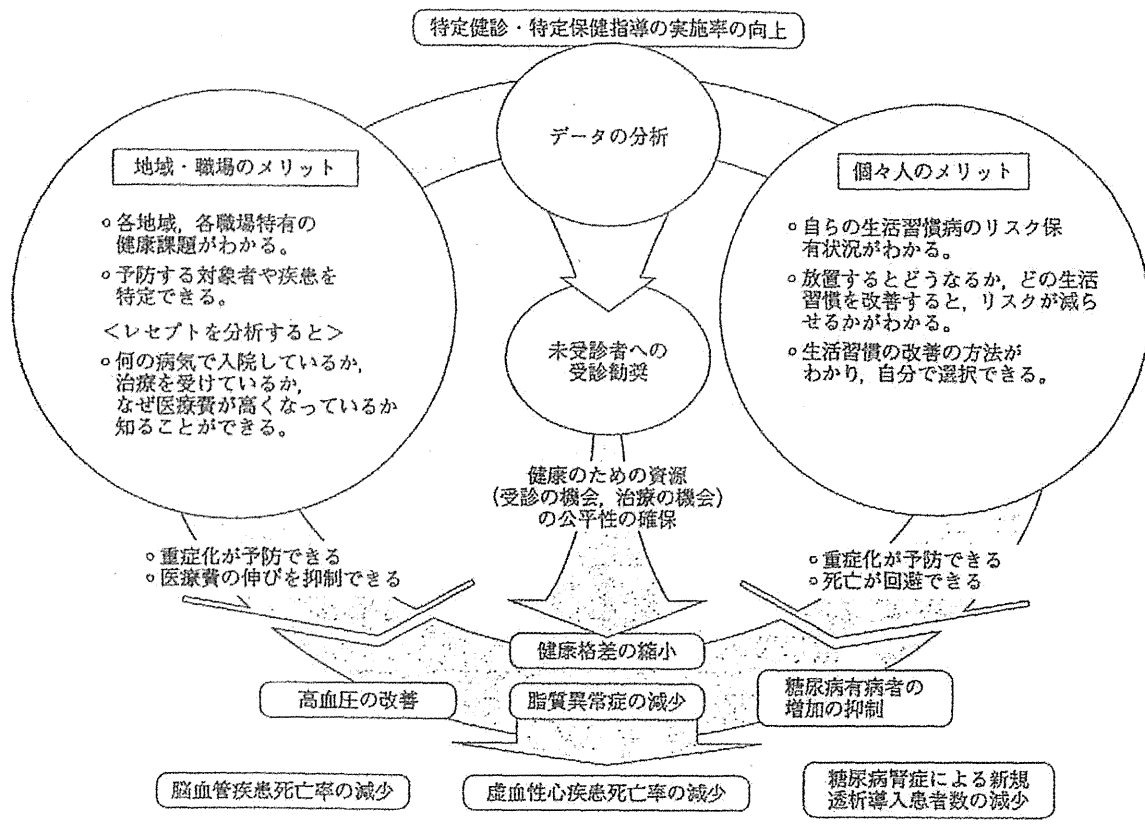 特定健診・特定保健指導の実施率の向上
データの分析
地域・職場のメリット
○各地域，各職場特有の
健康課題がわかる。
○予防する対象者や疾患を
特定できる。
＜レセプトを分析すると＞
○何の病気で入院しているか，
治療を受けているか，
なぜ医療費が高くなっているか
知ることができる。
個々人のメリット
○自らの生活習慣病のリスク保
有状況がわかる。
○放置するとどうなるか，どの生活
習慣を改善すると，リスクが減ら
せるかがわかる。
○生活習慣の改善の方法が
わかり，自分で選択できる。
未受診者への
受診勧奨
健康のための資源
(受診の機会，治療の機会)
の公平性の確保
○重症化が予防できる
○医療費の伸びを抑制できる
○重症化が予防できる
○死亡が回避できる
健康格差の縮小
高血圧の改善
脂質異常症の減少
糖尿病有病者の
増加の抑制
脳血管疾患死亡率の減少
虚血性心疾患死亡率の減少
糖尿病腎症による新規
透析導入患者数の減少